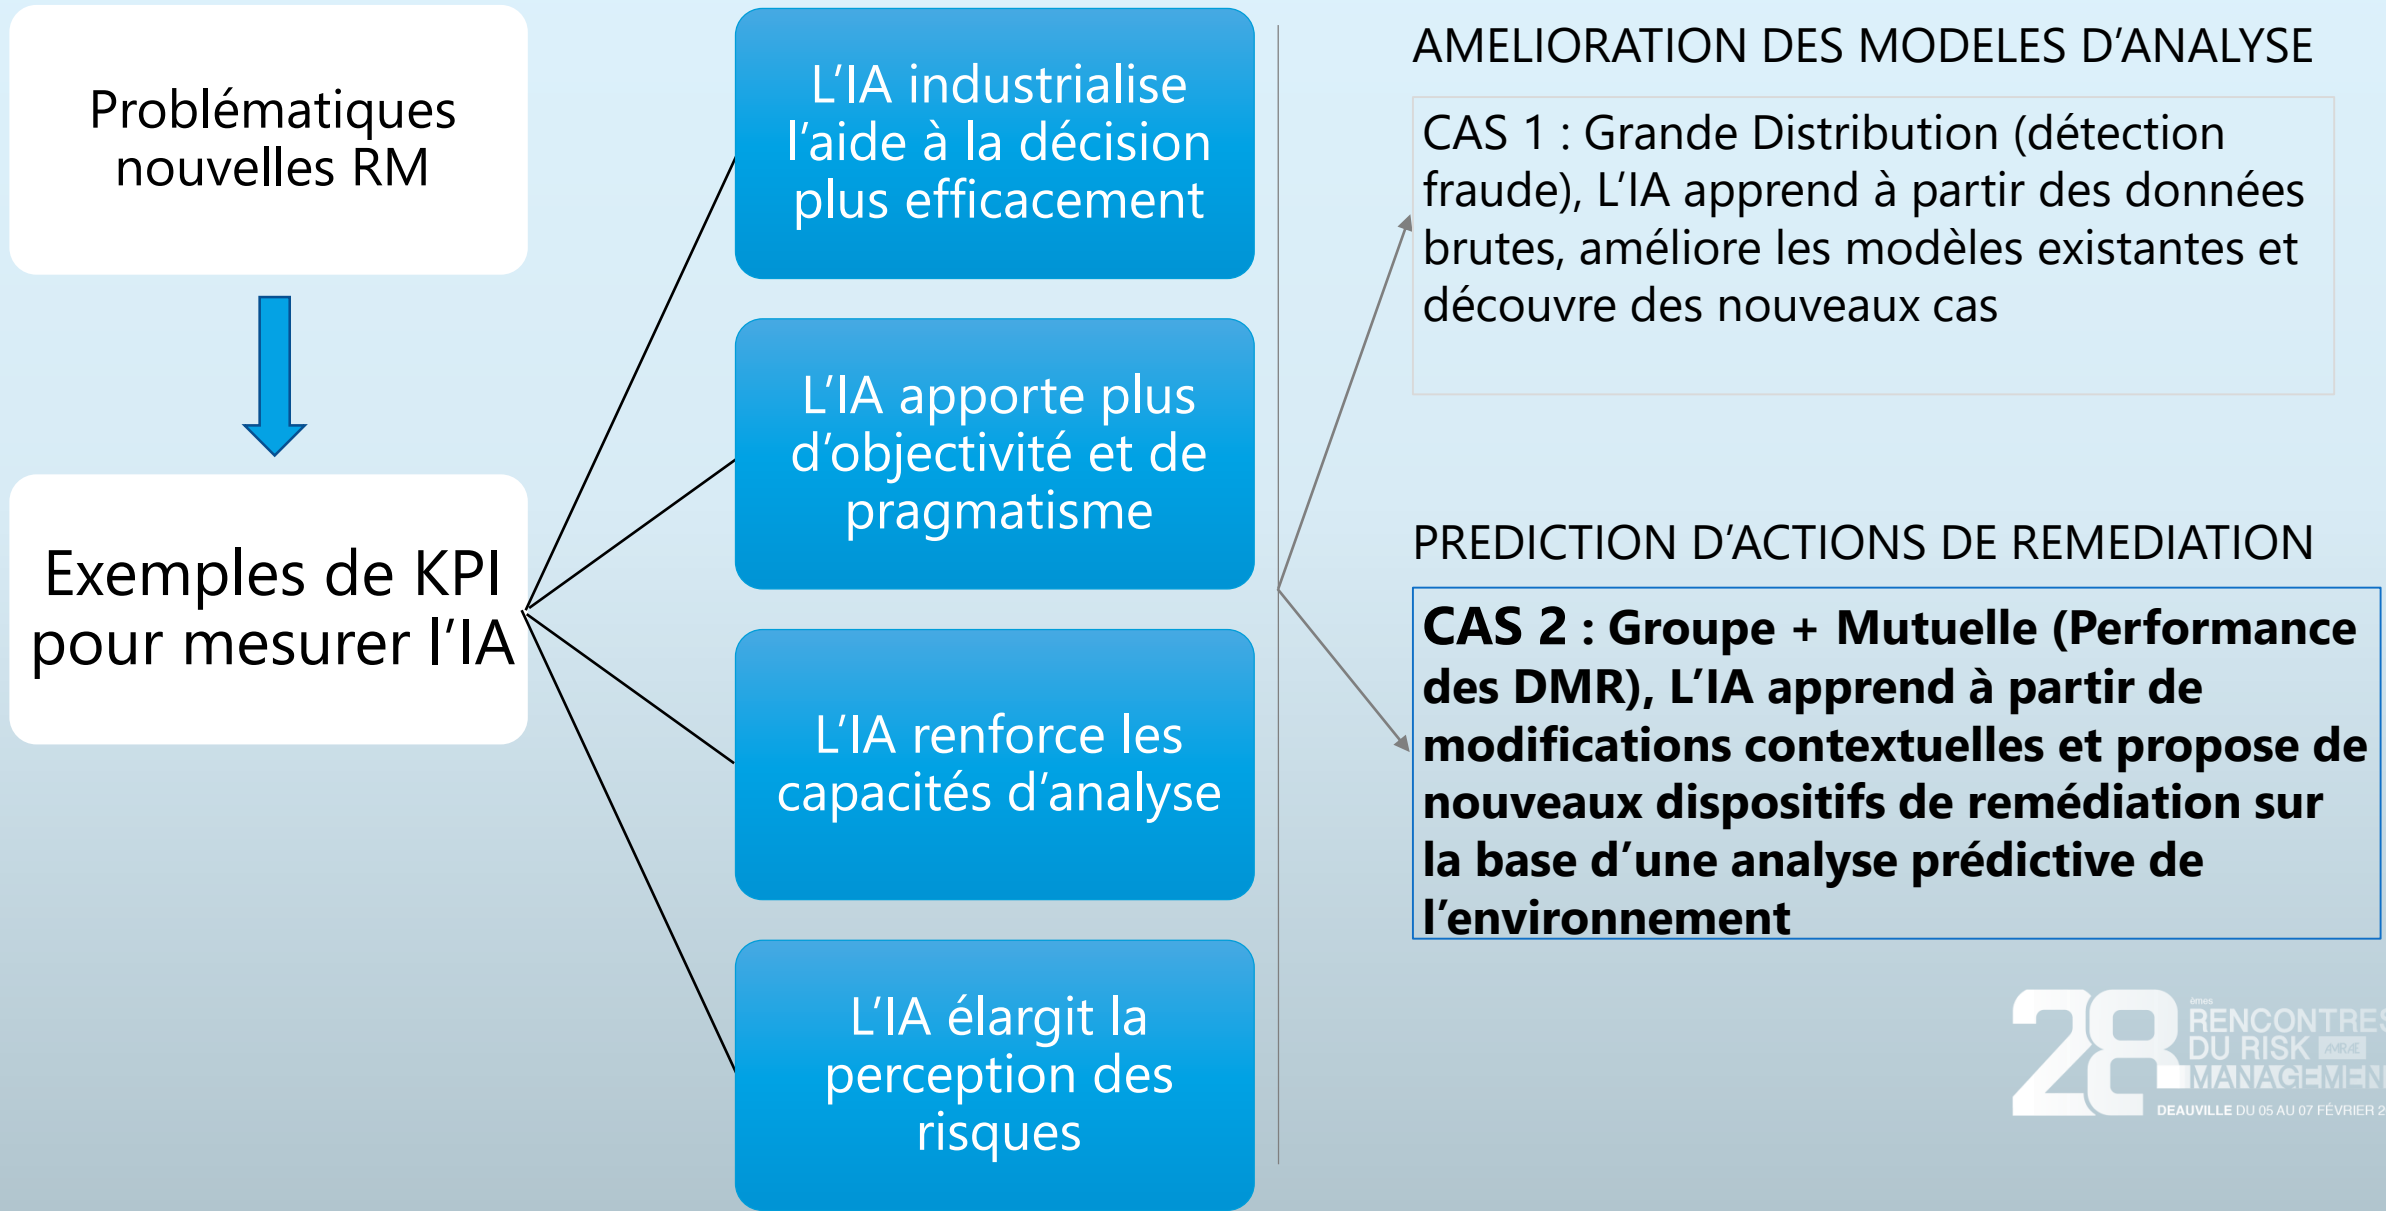 Problématiques
nouvelles RM
Exemples de KPI
pour mesurer l’IA
L’IA industrialise
l’aide à la décision
plus efficacement
L’IA apporte plus
d’objectivité et de
pragmatisme
L’IA renforce les
capacités d’analyse
L’IA élargit la
perception des
risques
AMELIORATION DES MODELES D’ANALYSE
CAS 1 : Grande Distribution (détection
fraude), L’IA apprend à partir des données
brutes, améliore les modèles existantes et
découvre des nouveaux cas
PREDICTION D’ACTIONS DE REMEDIATION
CAS 2 : Groupe + Mutuelle (Performance
des DMR), L’IA apprend à partir de
modifications contextuelles et propose de
nouveaux dispositifs de remédiation sur
la base d’une analyse prédictive de
l’environnement
28
èmes
RENCONTRES
DU RISK AMRAE
MANAGEMEN
DEAUVILLE DU 05 AU 07 FÉVRIER 2